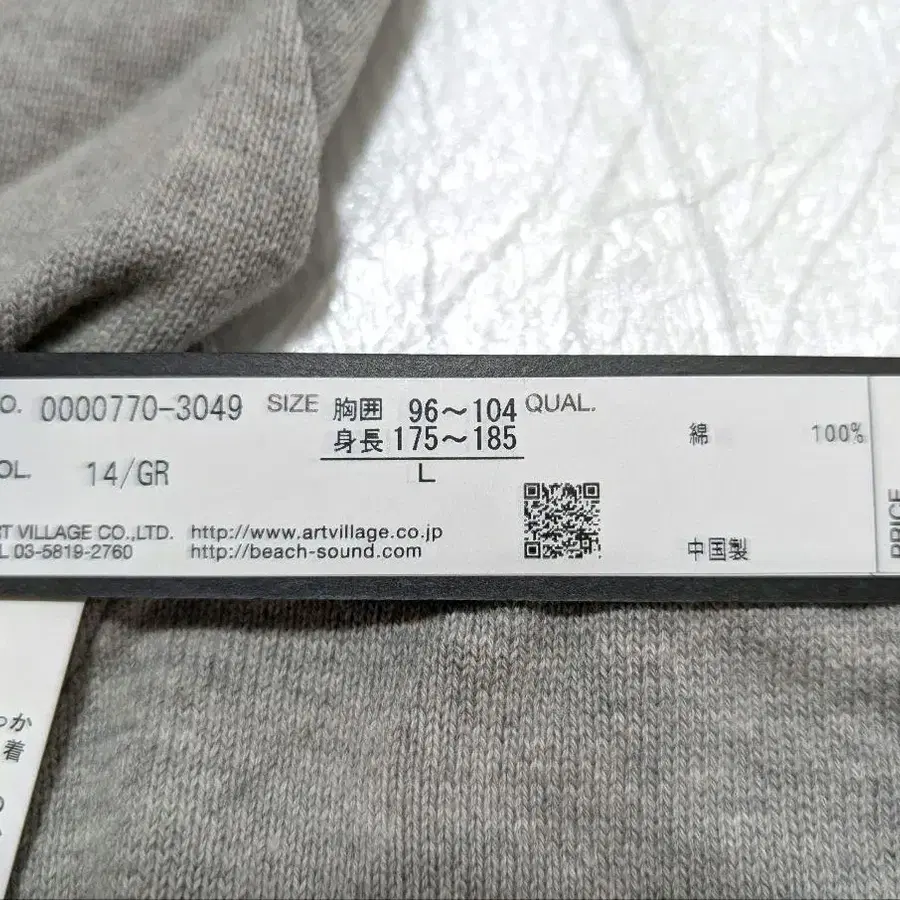 O. 0000770-3049 SIZE 胸囲 96～104 QUAL.
身長 175～185
綿 100%
OL. 14/GR L
RT VILLAGE CO.,LTD. http://www.artvillage.co.jp
L 03-5819-2760 http://beach-sound.com
中国製
PRICE
つか
着